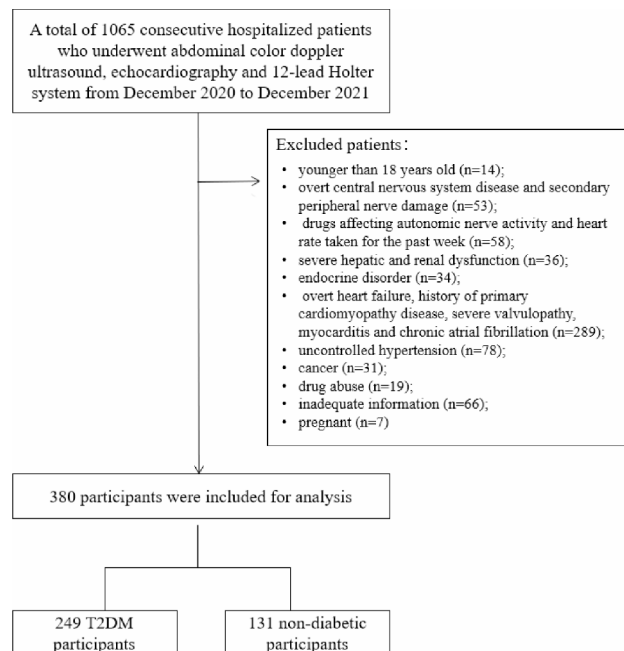 A total of 1065 consecutive hospitalized patients
who underwent abdominal color doppler
ultrasound, echocardiography and 12-lead Holter
system from December 2020 to December 2021
Excluded patients:
• younger than 18 years old (n=14);
• overt central nervous system disease and secondary
peripheral nerve damage (n=53);
• drugs affecting autonomic nerve activity and heart
rate taken for the past week (n=58);
• severe hepatic and renal dysfunction (n=36);
• endocrine disorder (n=34);
• overt heart failure, history of primary
cardiomyopathy disease, severe valvulopathy,
myocarditis and chronic atrial fibrillation (n=289);
• uncontrolled hypertension (n=78);
• cancer (n=31);
• drug abuse (n=19);
• inadequate information (n=66);
• pregnant (n=7)
380 participants were included for analysis
249 T2DM
participants
131 non-diabetic
participants